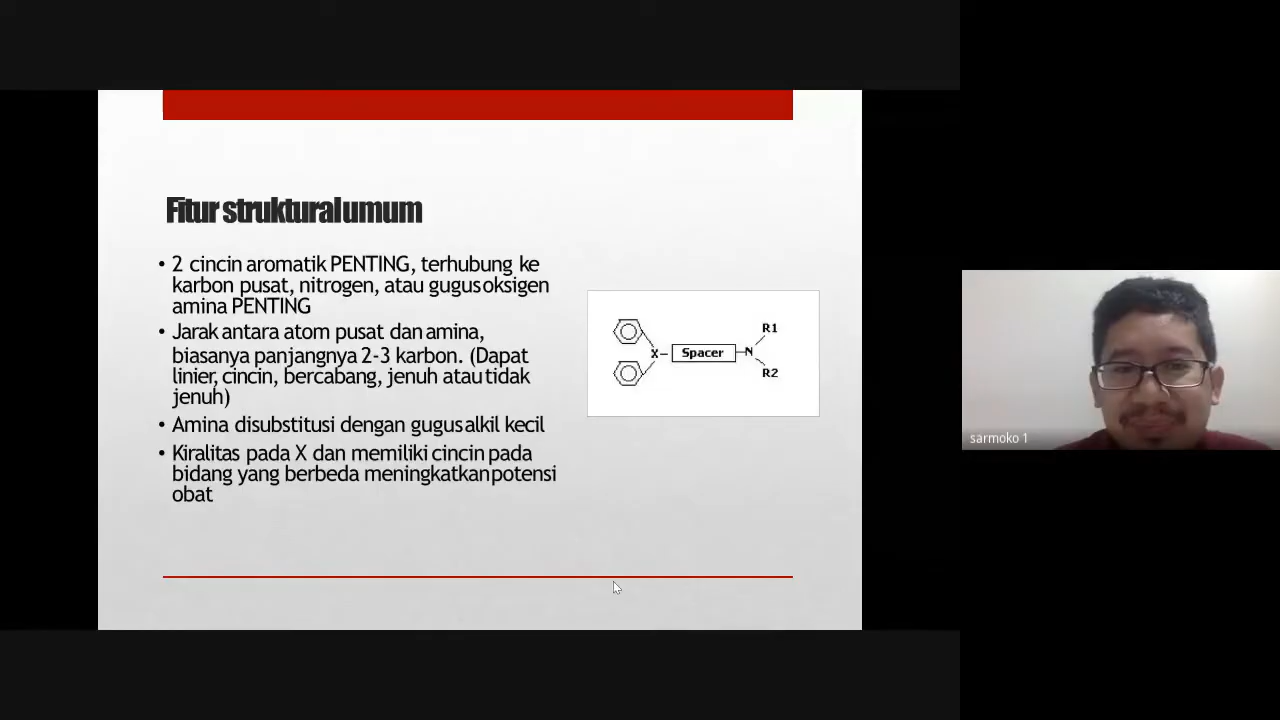 Fitur struktural umum
• 2 cincin aromatik PENTING, terhubung ke
karbon pusat, nitrogen, atau gugus oksigen
amina PENTING
• Jarak antara atom pusat dan amina,
biasanya panjangnya 2-3 karbon. (Dapat
linier, cincin, bercabang, jenuh atau tidak
jenuh)
• Amina disubstitusi dengan gugus alkil kecil
• Kiralitas pada X dan memiliki cincin pada
bidang yang berbeda meningkatkan potensi
obat
R1
X Spacer N
R2
sarmoko 1